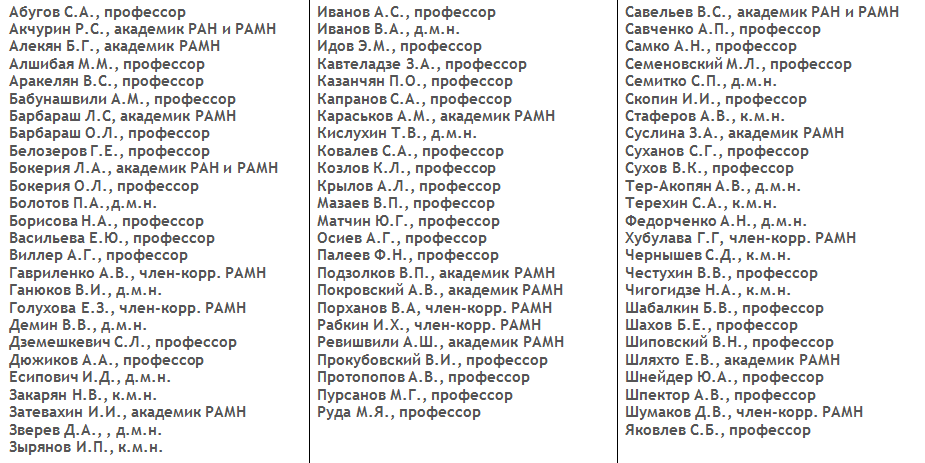 Абугов С.А., профессор
Акчурин Р.С., академик РАН и РАМН
Алекян Б.Г., академик РАМН
Алшибая М.М., профессор
Аракелян В.С., профессор
Бабунашвили А.М., профессор
Барбараш Л.С, академик РАМН
Барбараш О.Л., профессор
Белозеров Г.Е., профессор
Бокерия Л.А., академик РАН и РАМН
Бокерия О.Л., профессор
Болотов П.А.,д.м.н.
Борисова Н.А., профессор
Васильева Е.Ю., профессор
Виллер А.Г., профессор
Гавриленко А.В., член-корр. РАМН
Ганюков В.И., д.м.н.
Голухова Е.З., член-корр. РАМН
Демин В.В., д.м.н.
Дземешкевич С.Л., профессор
Дюжиков А.А., профессор
Есипович И.Д., д.м.н.
Закарян Н.В., к.м.н.
Затевахин И.И., академик РАМН
Зверев Д.А., , д.м.н.
Зырянов И.П., к.м.н.
Иванов А.С., профессор
Иванов В.А., д.м.н.
Идов Э.М., профессор
Кавтеладзе З.А., профессор
Казанчян П.О., профессор
Капранов С.А., профессор
Караськов А.М., академик РАМН
Кислухин Т.В., д.м.н.
Ковалев С.А., профессор
Козлов К.Л., профессор
Крылов А.Л., профессор
Мазаев В.П., профессор
Матчин Ю.Г., профессор
Осиев А.Г., профессор
Палеев Ф.Н., профессор
Подзолков В.П., академик РАМН
Покровский А.В., академик РАМН
Порханов В.А, член-корр. РАМН
Рабкин И.Х., член-корр. РАМН
Ревишвили А.Ш., академик РАМН
Прокубовский В.И., профессор
Протопопов А.В., профессор
Пурсанов М.Г., профессор
Руда М.Я., профессор
Савельев В.С., академик РАН и РАМН
Савченко А.П., профессор
Самко А.Н., профессор
Семеновский М.Л., профессор
Семитко С.П., д.м.н.
Скопин И.И., профессор
Стаферов А.В., к.м.н.
Суслина З.А., академик РАМН
Суханов С.Г., профессор
Сухов В.К., профессор
Тер-Акопян А.В., д.м.н.
Терехин С.А., к.м.н.
Федорченко А.Н., д.м.н.
Хубулава Г.Г, член-корр. РАМН
Чернышев С.Д., к.м.н.
Честухин В.В., профессор
Чигогидзе Н.А., к.м.н.
Шабалкин Б.В., профессор
Шахов Б.Е., профессор
Шиповский В.Н., профессор
Шляхто Е.В., академик РАМН
Шнейдер Ю.А., профессор
Шпектор А.В., профессор
Шумаков Д.В., член-корр. РАМН
Яковлев С.Б., профессор